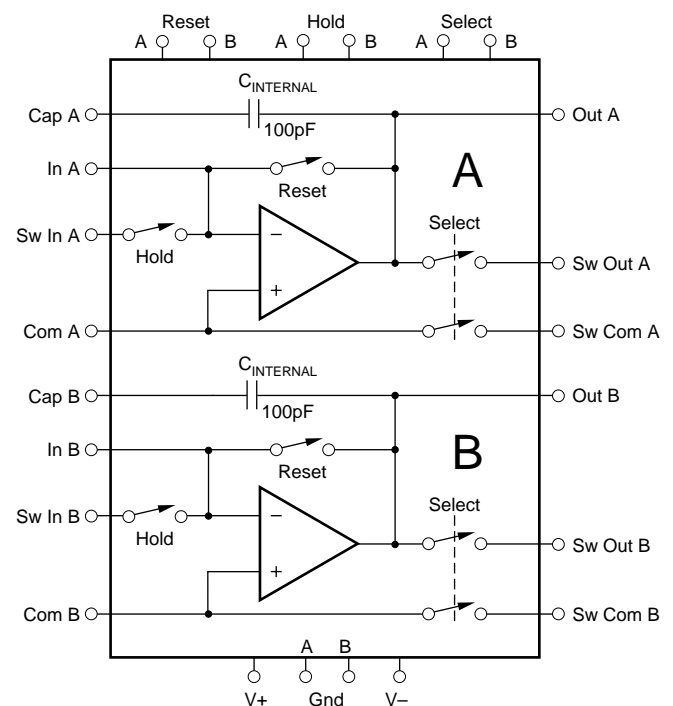 Reset Hold Select
A B A B A B
C_INTERNAL
Cap A Out A
100pF
In A A
Reset
Select
Sw In A −
Hold
Sw Out A
+
Com A Sw Com A
C_INTERNAL
Cap B Out B
100pF
In B B
Reset
Select
Sw In B −
Hold
Sw Out B
+
Com B Sw Com B
A B
V+ Gnd V–